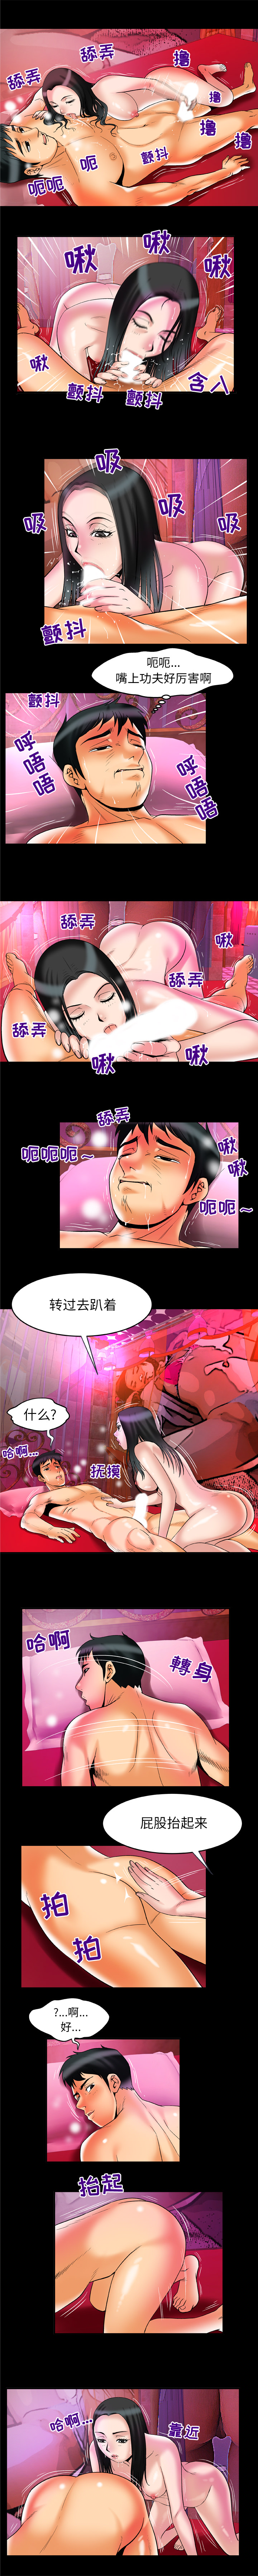 舔弄
舔弄
撸
撸
撸
撸
颤抖
呃
呃呃
啾
啾
啾
啾
颤抖
颤抖
含入
吸
吸
吸
吸
颤抖
呃呃...
嘴上功夫好厉害啊
颤抖
呼唔唔
呼唔唔
舔弄
啾
舔弄
舔弄
啾
啾
舔弄
呃呃呃~
啾
啾
呃呃~
转过去趴着
什么?
哈啊...
抚摸
哈啊
轉身
屁股抬起来
拍
拍
?...啊...
好...
抬起
哈啊...
靠近